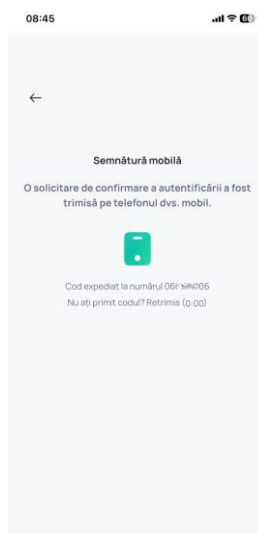 08:45
Semnătură mobilă
O solicitare de confirmare a autentificării a fost
trimisă pe telefonul dvs. mobil.
Cod expediat la numărul
Nu ați primit codul? Retrimis (0:00)